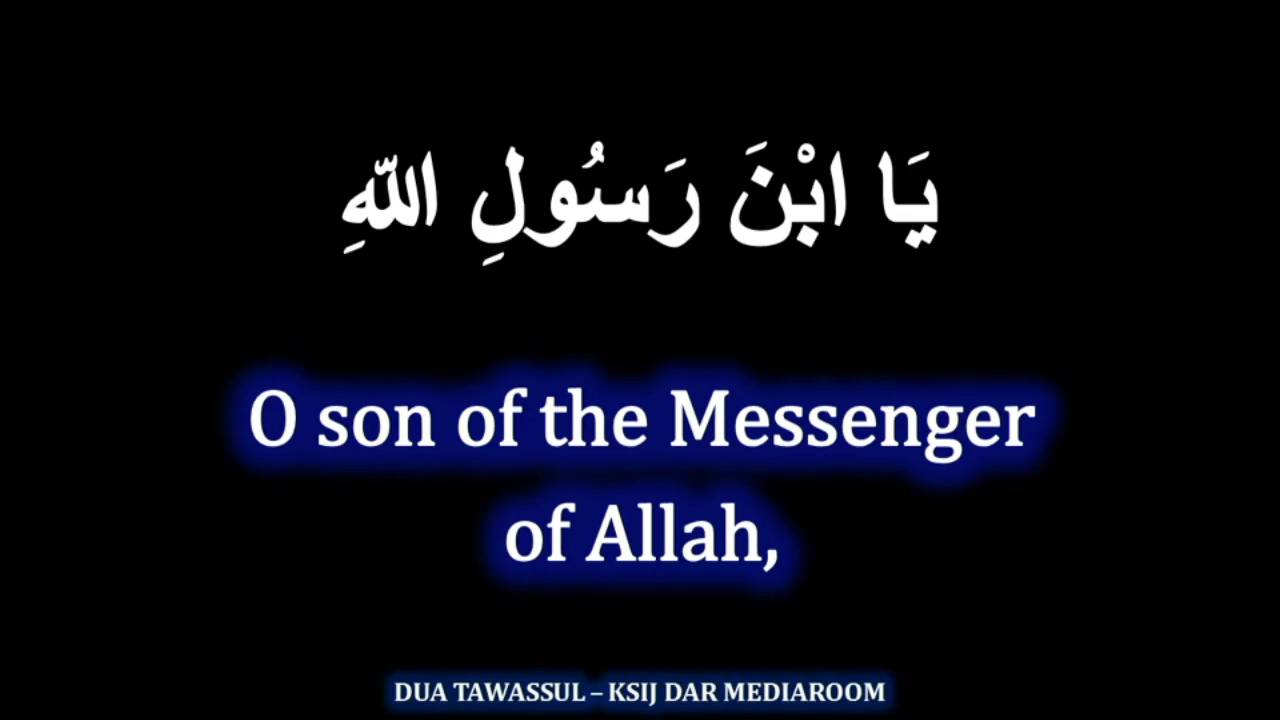 يَا ابْنَ رَسُولِ اللّهِ
O son of the Messenger
of Allah,
DUA TAWASSUL – KSIJ DAR MEDIAROOM